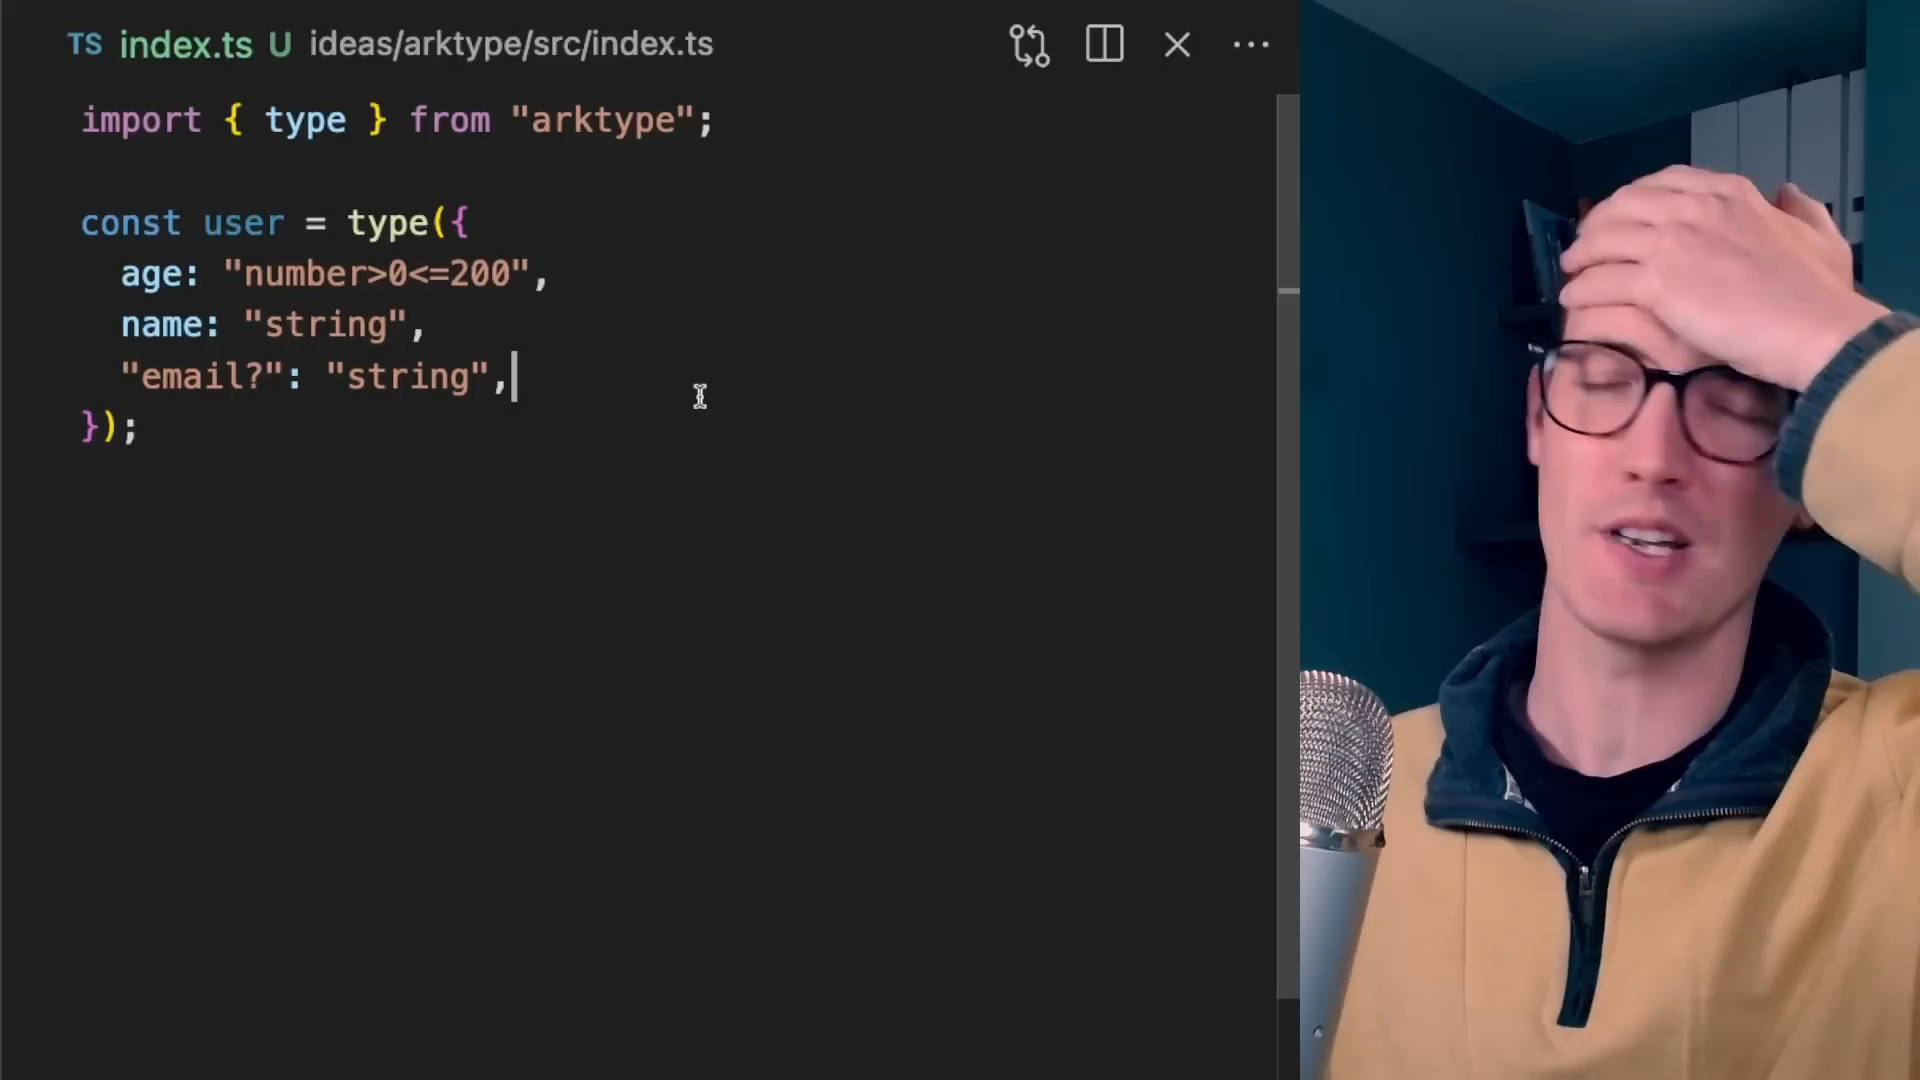 TS index.ts U ideas/arktype/src/index.ts
import { type } from "arktype";
const user = type({
  age: "number>0<=200",
  name: "string",
  "email?": "string",
});